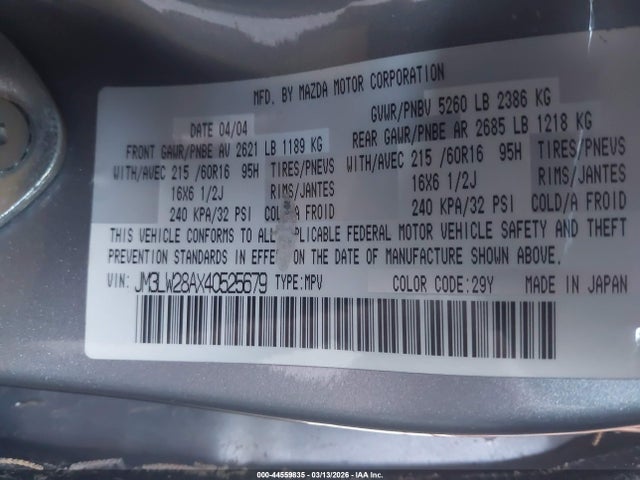 MFD. BY MAZDA MOTOR CORPORATION
DATE 04/04 GVWR/PNBV 5260 LB 2386 KG
FRONT GAWR/PNBE AV 2621 LB 1189 KG REAR GAWR/PNBE AR 2685 LB 1218 KG
WITH/AVEC 215 /60R16 95H TIRES/PNEUS WITH/AVEC 215 /60R16 95H TIRES/PNEUS
16X6 1/2J RIMS/JANTES 16X6 1/2J RIMS/JANTES
240 KPA/32 PSI COLD/A FROID 240 KPA/32 PSI COLD/A FROID
THIS VEHICLE CONFORMS TO ALL APPLICABLE FEDERAL MOTOR VEHICLE SAFETY AND THEFT
PREVENTION STANDARDS IN EFFECT ON THE DATE OF MANUFACTURE SHOWN ABOVE.
VIN: JM3LW28AX40525679 TYPE:MPV COLOR CODE:29Y MADE IN JAPAN
000-44559835 - 03/13/2026 - IAA Inc.